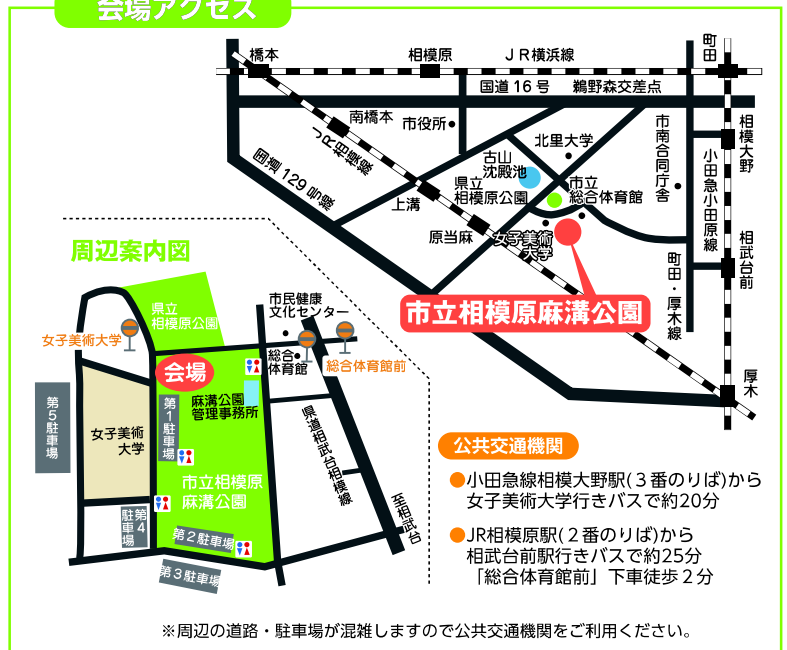 会場アクセス
橋本
相模原
JR横浜線
町田
国道16号
鵜野森交差点
南橋本
市役所
JR相模線
北里大学
市南合同庁舎
相模大野
小田急小田原線
古山
沈殿池
国道129号線
県立
相模原公園
市立
総合体育館
上溝
原当麻
女子美術
大学
相武台前
町田・厚木線
市立相模原麻溝公園
厚木
周辺案内図
県立
相模原公園
市民健康
文化センター
女子美術大学
総合
体育館
総合体育館前
会場
麻溝公園
管理事務所
第1駐車場
第5駐車場
女子美術
大学
県道相武台相模線
市立相模原
麻溝公園
第4
駐車場
第2駐車場
第3駐車場
至相武台
公共交通機関
●小田急線相模大野駅(3番のりば)から
女子美術大学行きバスで約20分
●JR相模原駅(2番のりば)から
相武台前駅行きバスで約25分
「総合体育館前」下車徒歩2分
※周辺の道路・駐車場が混雑しますので公共交通機関をご利用ください。